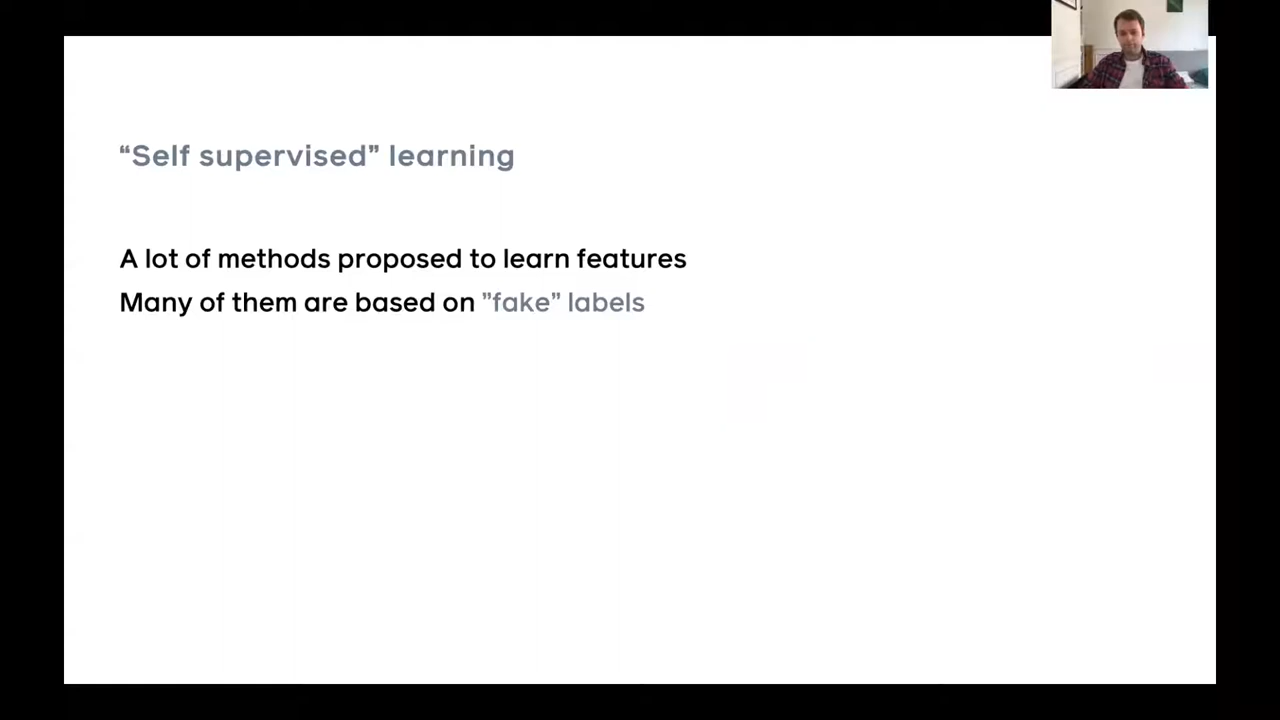 “Self supervised” learning
A lot of methods proposed to learn features
Many of them are based on ”fake” labels